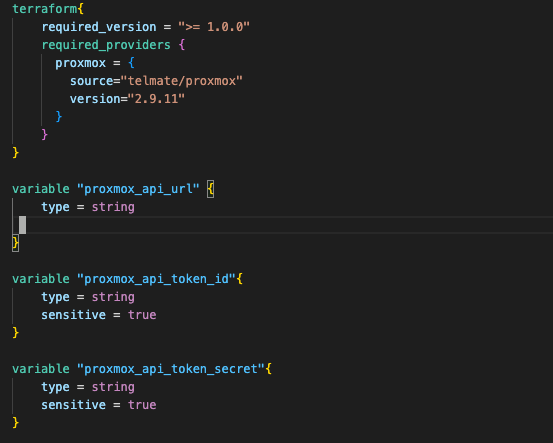 terraform{
    required_version = ">= 1.0.0"
    required_providers {
      proxmox = {
        source="telmate/proxmox"
        version="2.9.11"
      }
    }
}

variable "proxmox_api_url" {
    type = string

}

variable "proxmox_api_token_id"{
    type = string
    sensitive = true
}

variable "proxmox_api_token_secret"{
    type = string
    sensitive = true
}